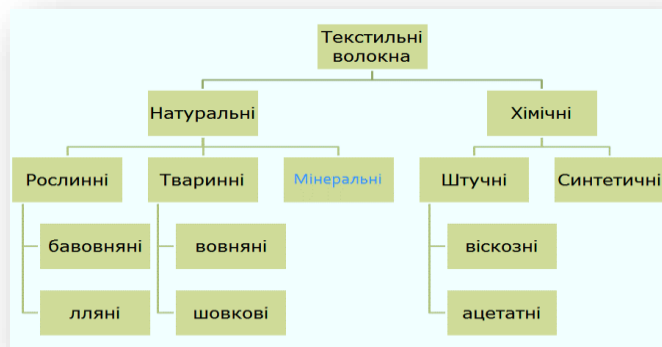 Текстильні
волокна
Натуральні
Хімічні
Рослинні
Тваринні
Мінеральні
Штучні
Синтетичні
бавовняні
вовняні
віскозні
лляні
шовкові
ацетатні